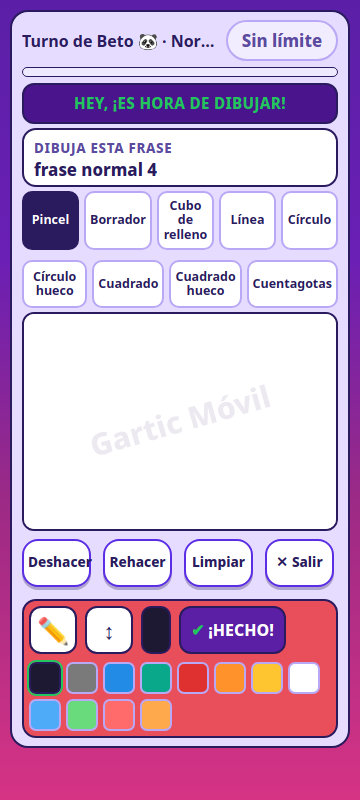 Turno de Beto 🐼 · Nor...
Sin límite
HEY, ¡ES HORA DE DIBUJAR!
DIBUJA ESTA FRASE
frase normal 4
Pincel
Borrador
Cubo
de
relleno
Línea
Círculo
Círculo
hueco
Cuadrado
Cuadrado
hueco
Cuentagotas
Gartic Móvil
Deshacer
Rehacer
Limpiar
✕ Salir
✔ ¡HECHO!